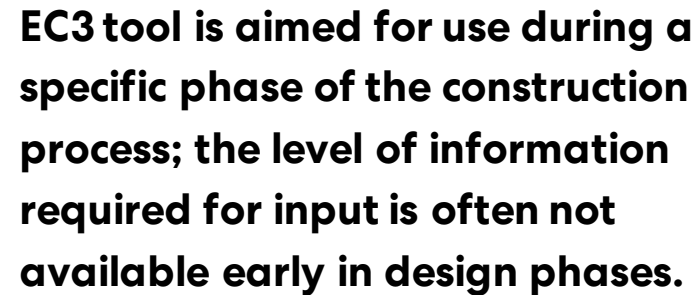 EC3 tool is aimed for use during a
specific phase of the construction
process; the level of information
required for input is often not
available early in design phases.